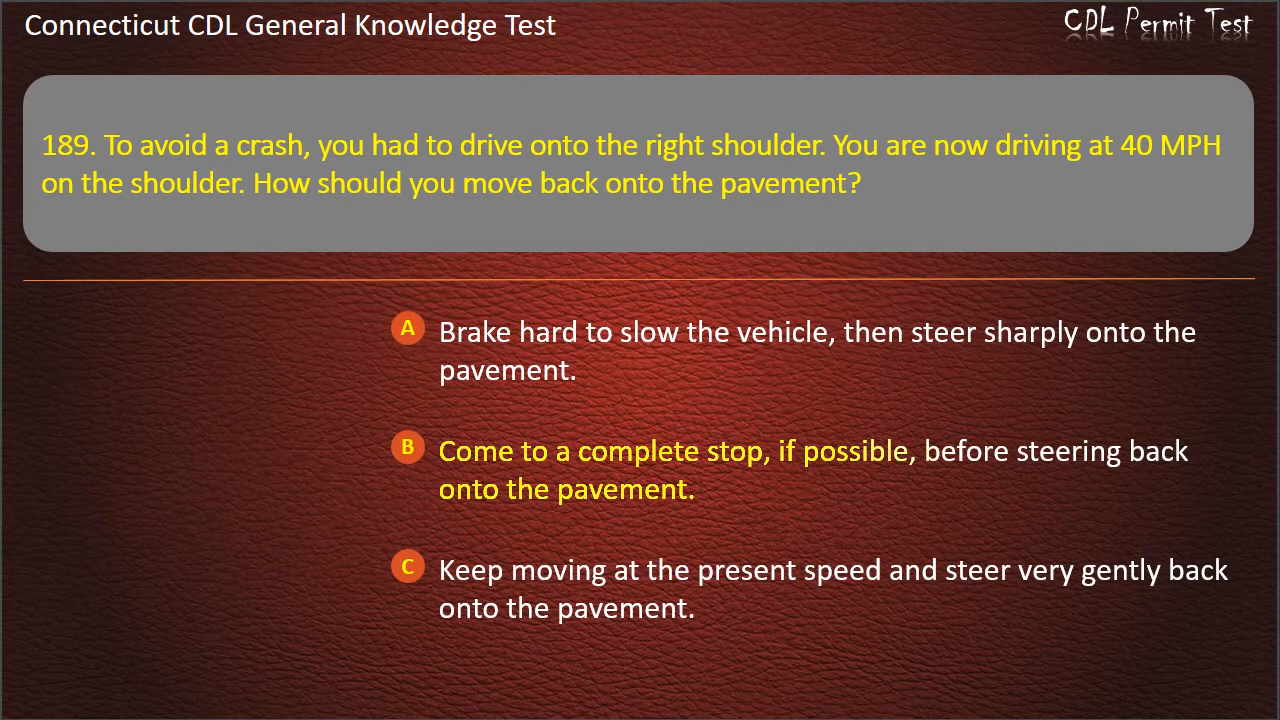 Connecticut CDL General Knowledge Test
CDL Permit Test
189. To avoid a crash, you had to drive onto the right shoulder. You are now driving at 40 MPH
on the shoulder. How should you move back onto the pavement?
A Brake hard to slow the vehicle, then steer sharply onto the
pavement.
B Come to a complete stop, if possible, before steering back
onto the pavement.
C Keep moving at the present speed and steer very gently back
onto the pavement.